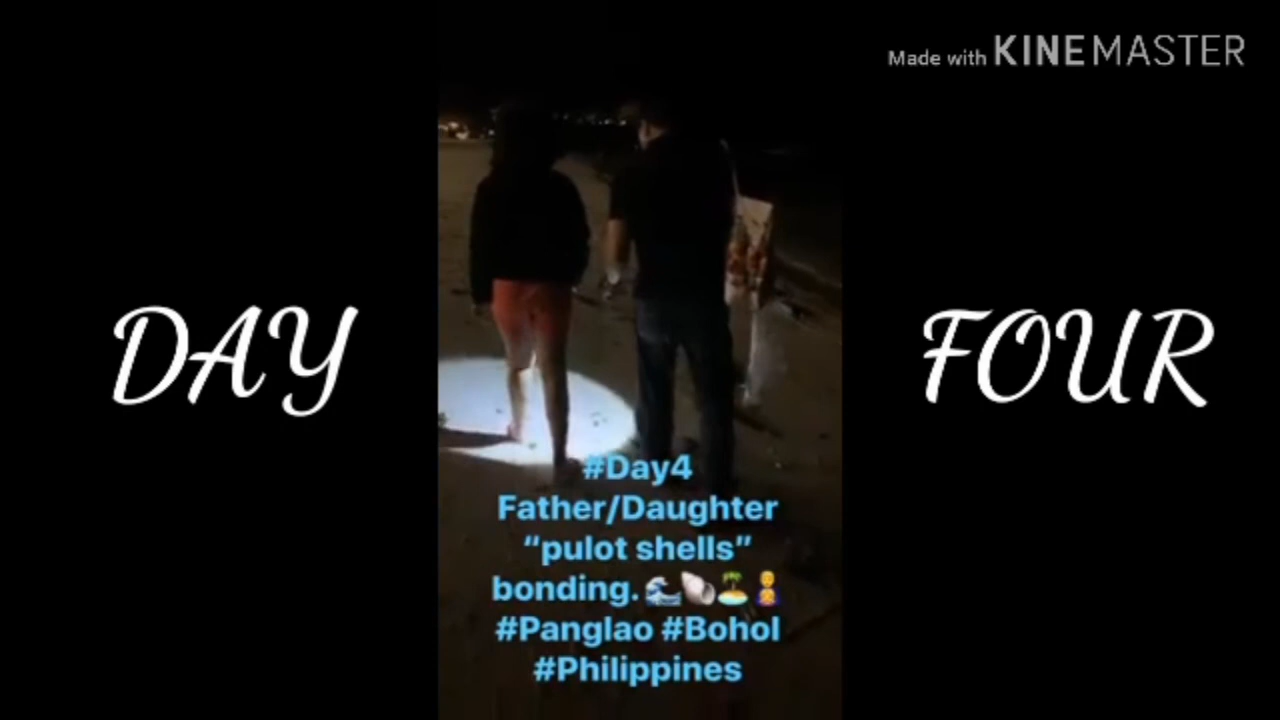 Made with KINEMASTER
DAY
FOUR
#Day4
Father/Daughter
“pulot shells”
bonding. 🌊🐚🏝️🧘
#Panglao #Bohol
#Philippines